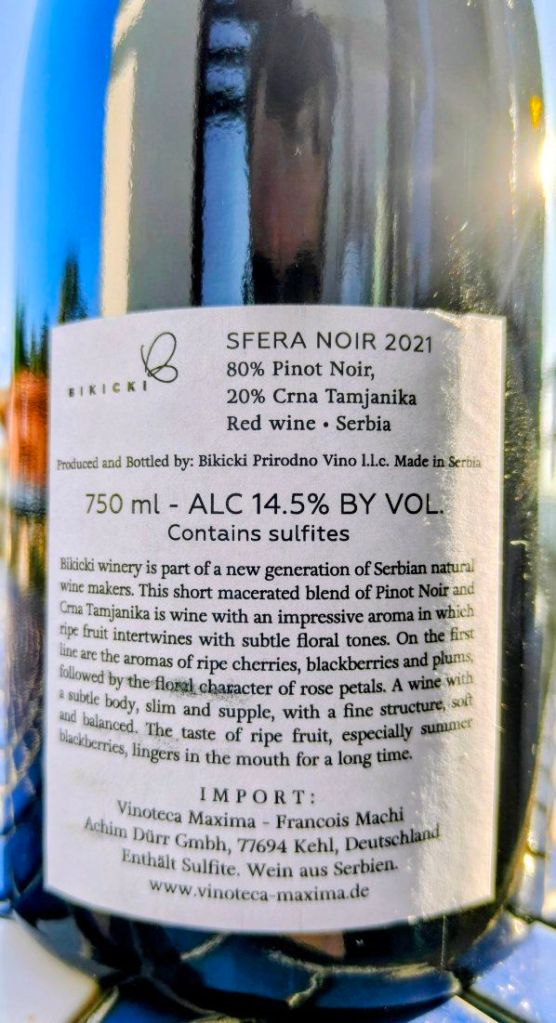 BIKICKI
SFERA NOIR 2021
80% Pinot Noir,
20% Crna Tamjanika
Red wine • Serbia
Produced and Bottled by: Bikicki Prirodno Vino l.l.c. Made in Serbia
750 ml - ALC 14.5% BY VOL.
Contains sulfites
Bikicki winery is part of a new generation of Serbian natural
wine makers. This short macerated blend of Pinot Noir and
Crna Tamjanika is wine with an impressive aroma in which
ripe fruit intertwines with subtle floral tones. On the first
line are the aromas of ripe cherries, blackberries and plums,
followed by the floral character of rose petals. A wine with
a subtle body, slim and supple, with a fine structure, soft
and balanced. The taste of ripe fruit, especially summer
blackberries, lingers in the mouth for a long time.
IMPORT:
Vinoteca Maxima - Francois Machi
Achim Dürr Gmbh, 77694 Kehl, Deutschland
Enthält Sulfite. Wein aus Serbien.
www.vinoteca-maxima.de